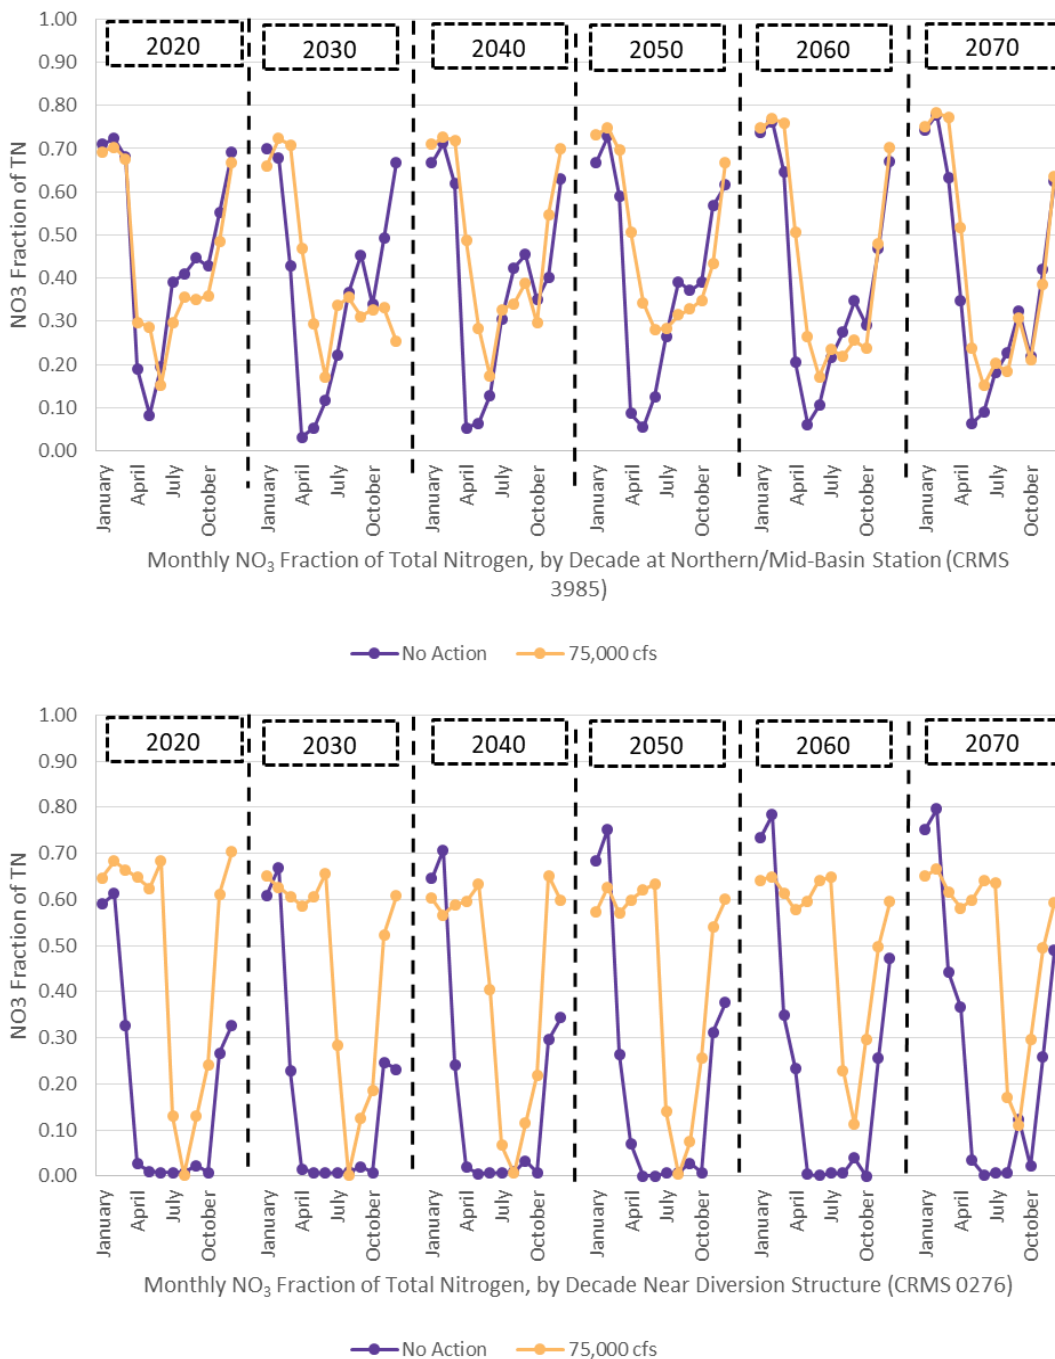 1.00
0.90
0.80
0.70
0.60
0.50
0.40
0.30
0.20
0.10
0.00
NO3 Fraction of TN
2020
2030
2040
2050
2060
2070
January
April
July
October
January
April
July
October
January
April
July
October
January
April
July
October
January
April
July
October
January
April
July
October
Monthly NO₃ Fraction of Total Nitrogen, by Decade at Northern/Mid-Basin Station (CRMS
3985)
No Action 75,000 cfs
1.00
0.90
0.80
0.70
0.60
0.50
0.40
0.30
0.20
0.10
0.00
NO3 Fraction of TN
2020
2030
2040
2050
2060
2070
January
April
July
October
January
April
July
October
January
April
July
October
January
April
July
October
January
April
July
October
January
April
July
October
Monthly NO₃ Fraction of Total Nitrogen, by Decade Near Diversion Structure (CRMS 0276)
No Action 75,000 cfs